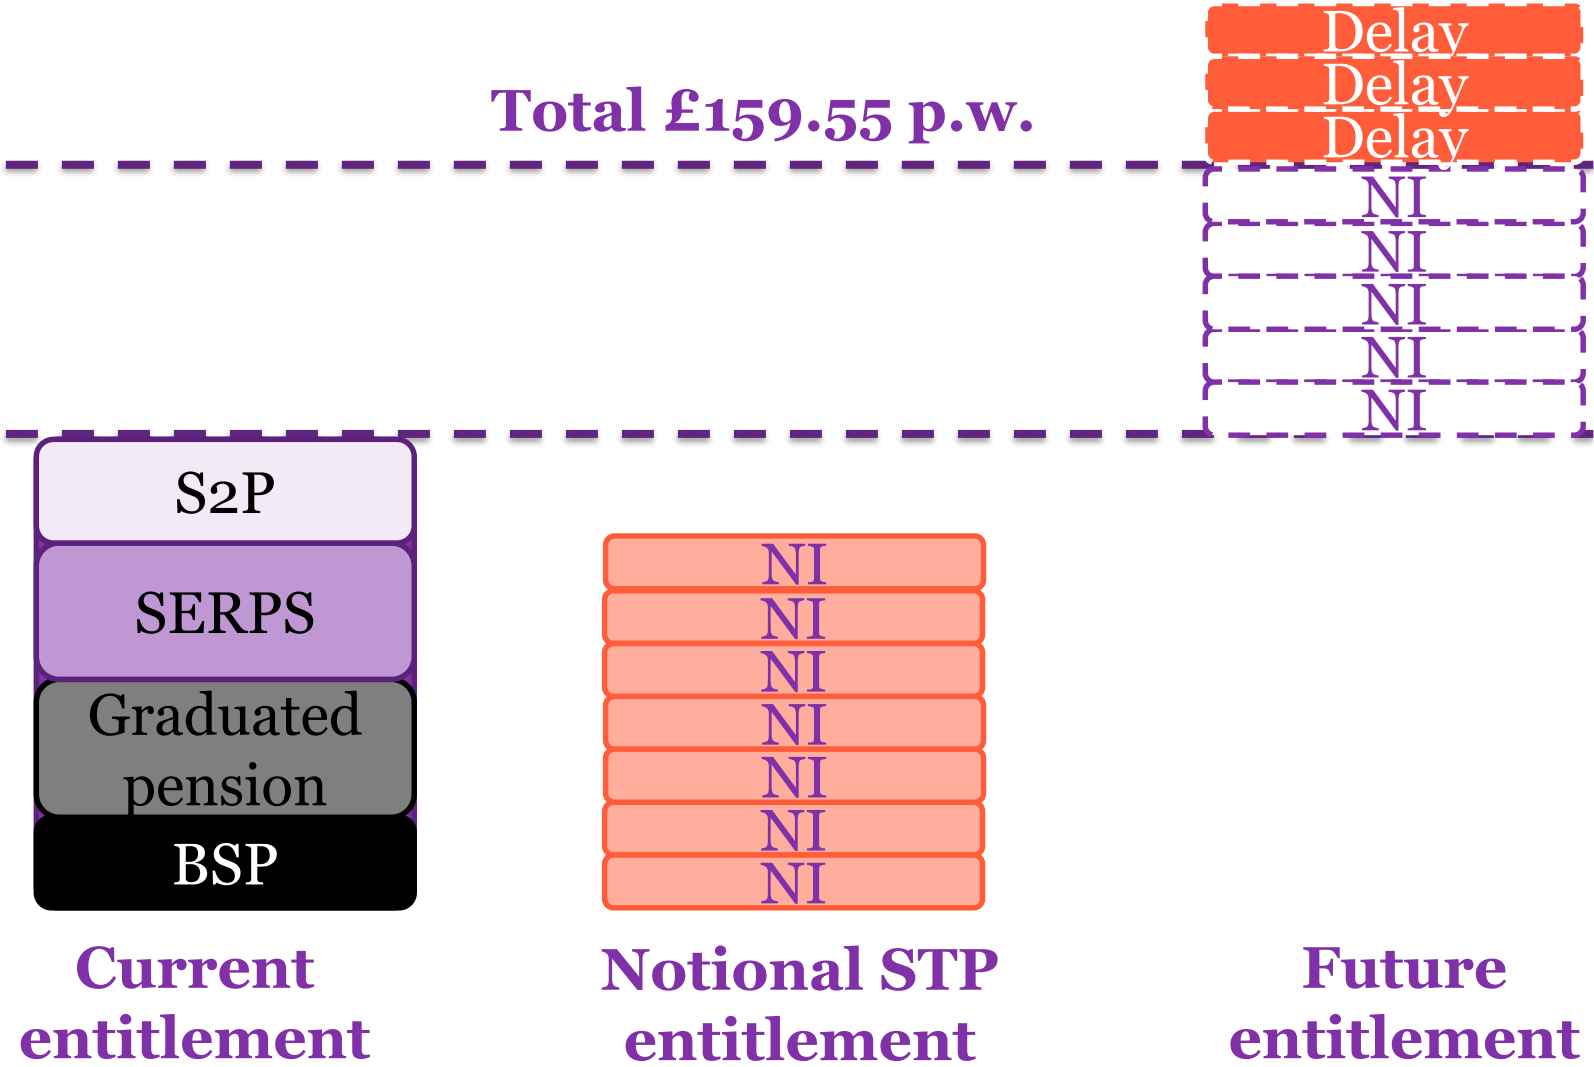 Delay
Delay
Delay
Total £159.55 p.w.
NI
NI
NI
NI
NI
S2P
SERPS
Graduated
pension
BSP
NI
NI
NI
NI
NI
NI
NI
Current
entitlement
Notional STP
entitlement
Future
entitlement